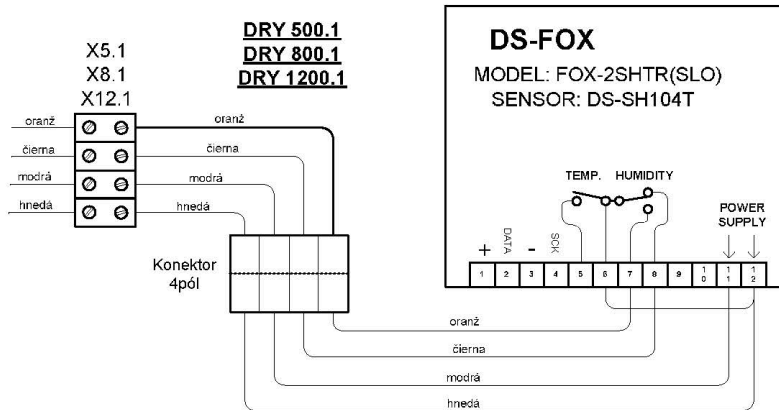 X5.1
X8.1
X12.1
DRY 500.1
DRY 800.1
DRY 1200.1
oranž
čierna
modrá
hnedá
oranž
čierna
modrá
hnedá
Konektor
4pól
DS-FOX
MODEL: FOX-2SHTR(SLO)
SENSOR: DS-SH104T
TEMP. HUMIDITY
POWER
SUPPLY
+ DATA - SCK
1 2 3 4 5 6 7 8 9 10 11 12
oranž
čierna
modrá
hnedá